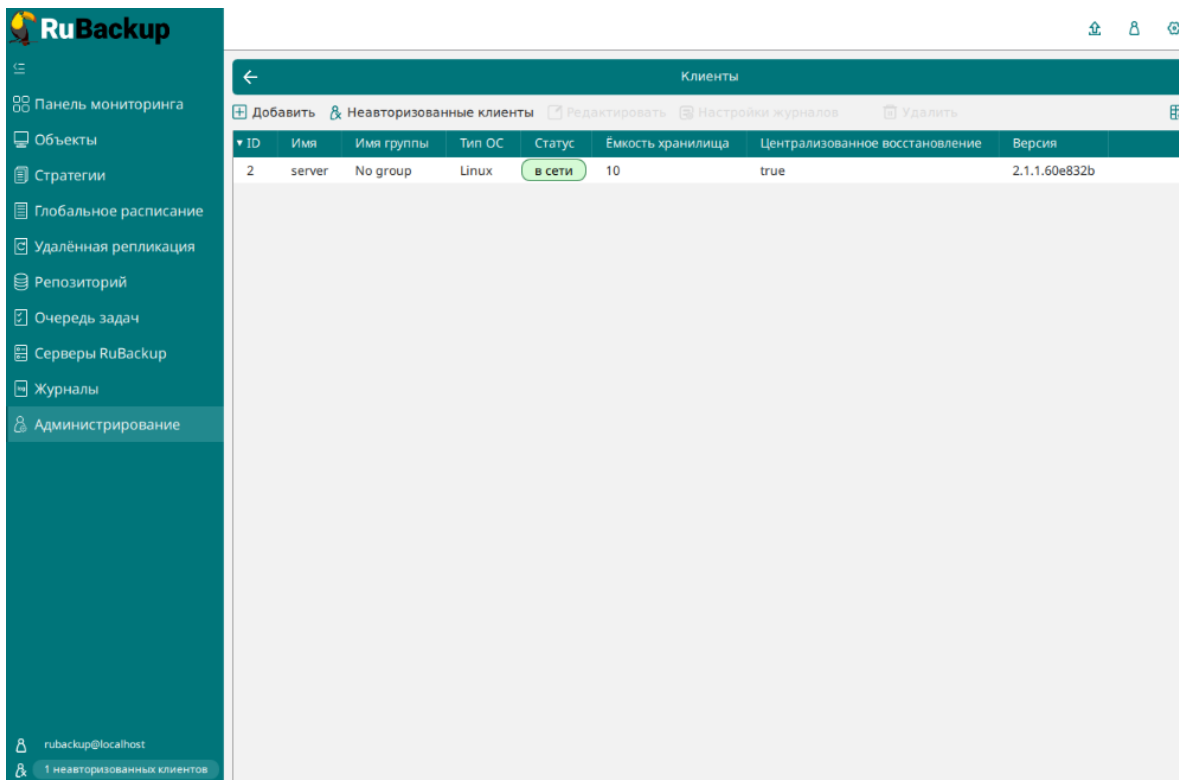 RuBackup
Клиенты
Панель мониторинга
Объекты
Стратегии
Глобальное расписание
Удалённая репликация
Репозиторий
Очередь задач
Серверы RuBackup
Журналы
Администрирование
Добавить Неавторизованные клиенты Редактировать Настройки журналов Удалить
ID Имя Имя группы Тип ОС Статус Ёмкость хранилища Централизованное восстановление Версия
2 server No group Linux в сети 10 true 2.1.1.60e832b
rubackup@localhost
1 неавторизованных клиентов